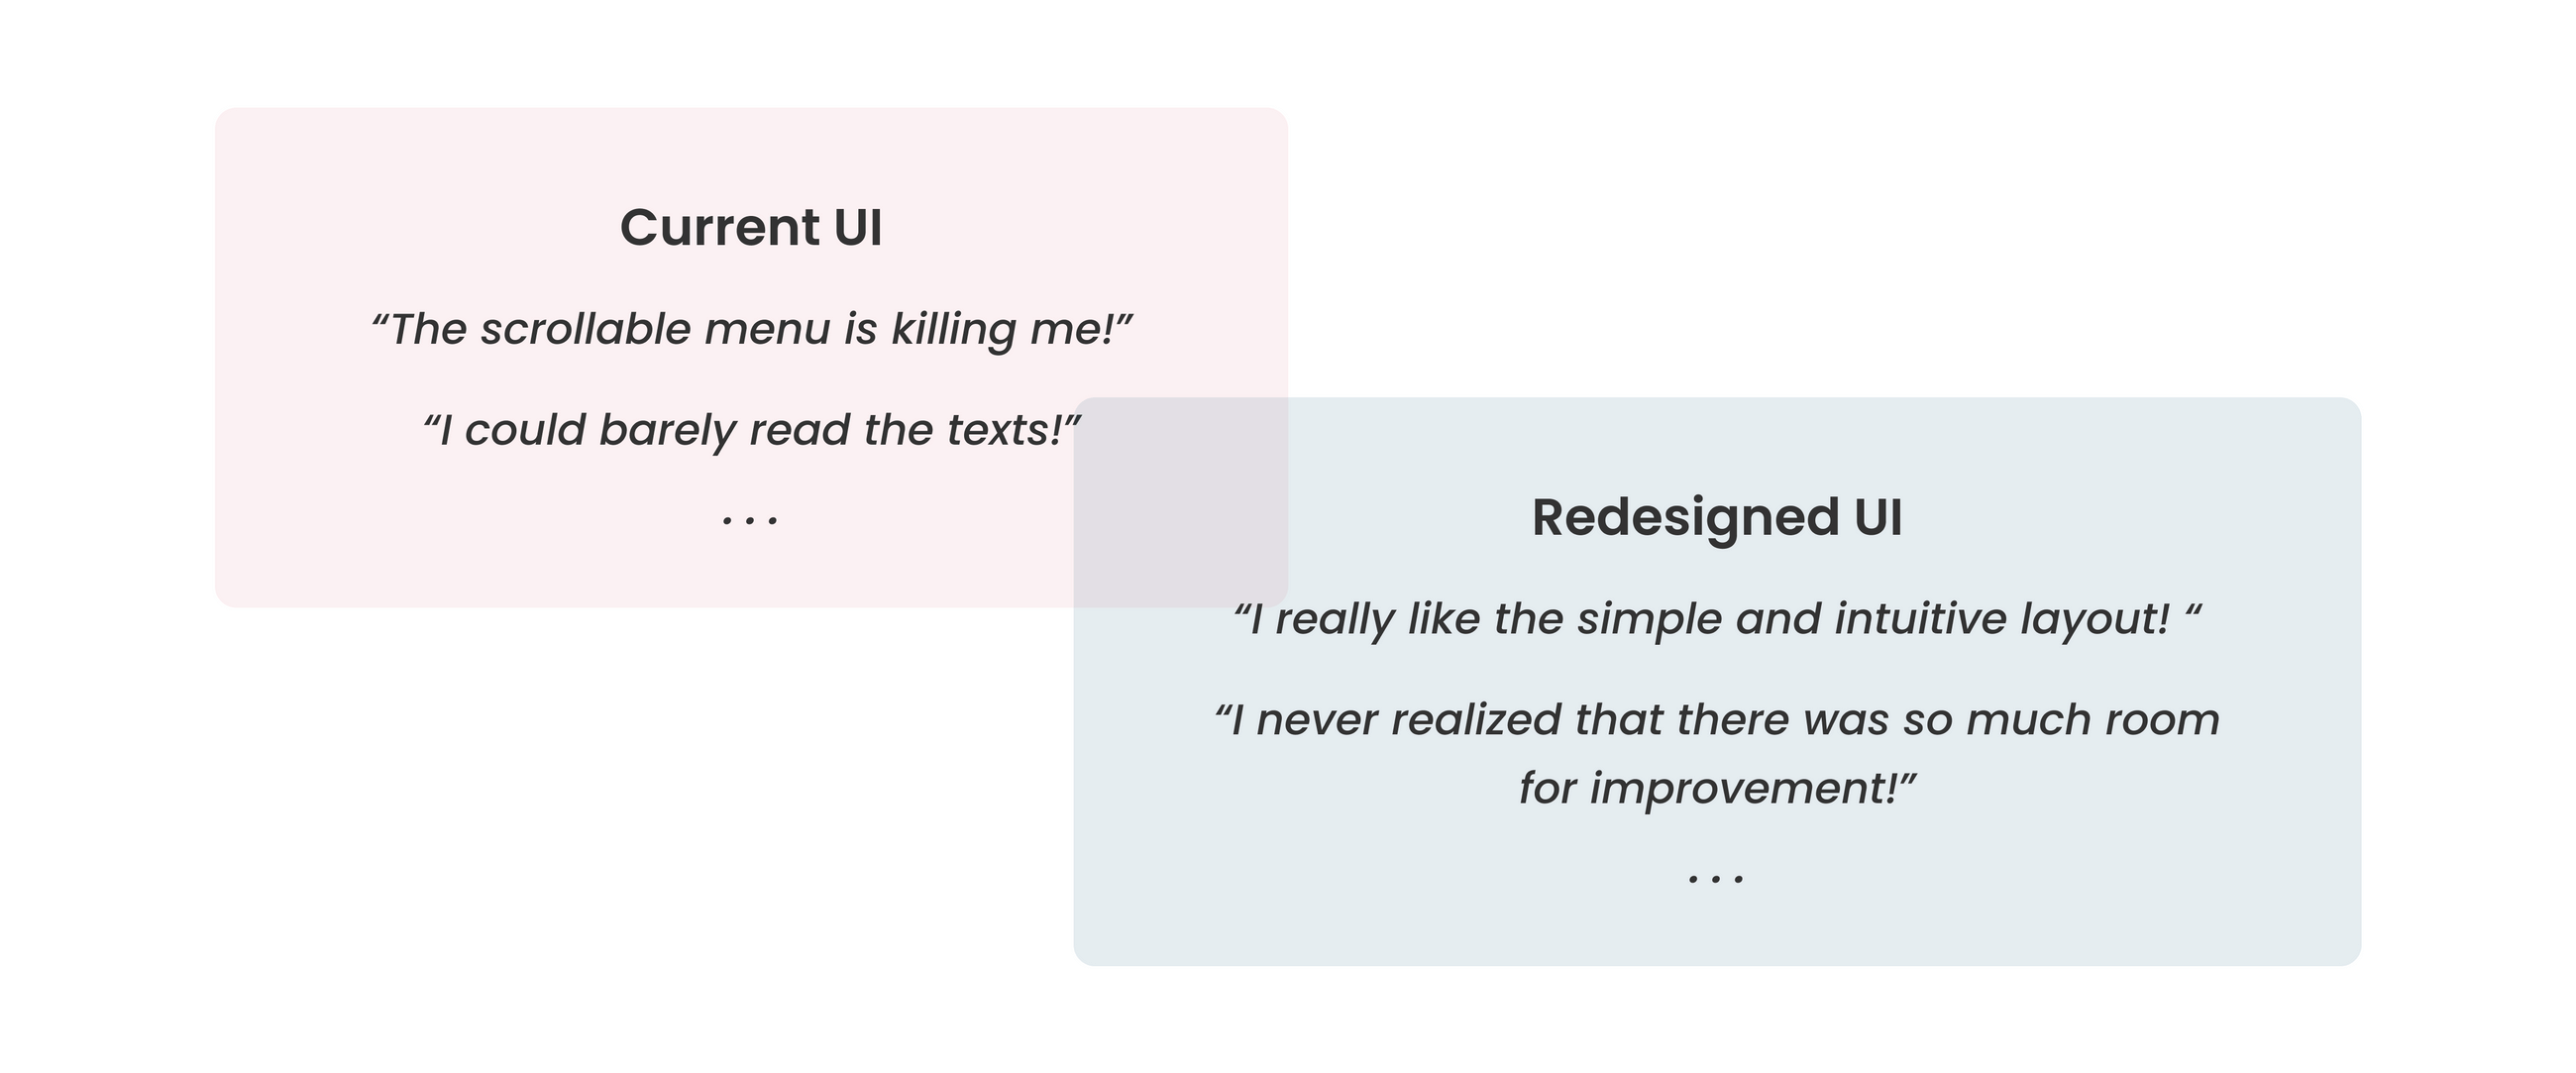 Current UI
“The scrollable menu is killing me!”
“I could barely read the texts!”
...
Redesigned UI
“I really like the simple and intuitive layout! “
“I never realized that there was so much room
for improvement!”
...